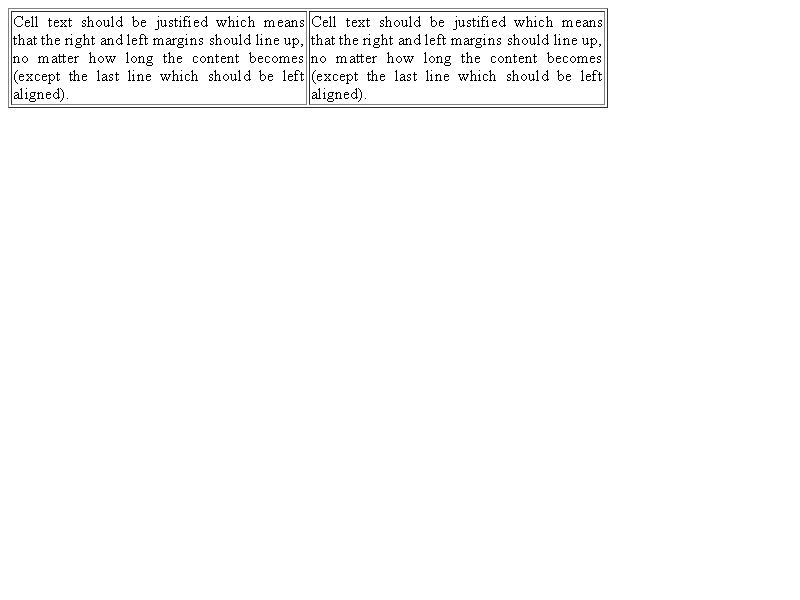 Cell text should be justified which means
that the right and left margins should line up,
no matter how long the content becomes
(except the last line which should be left
aligned).
Cell text should be justified which means
that the right and left margins should line up,
no matter how long the content becomes
(except the last line which should be left
aligned).